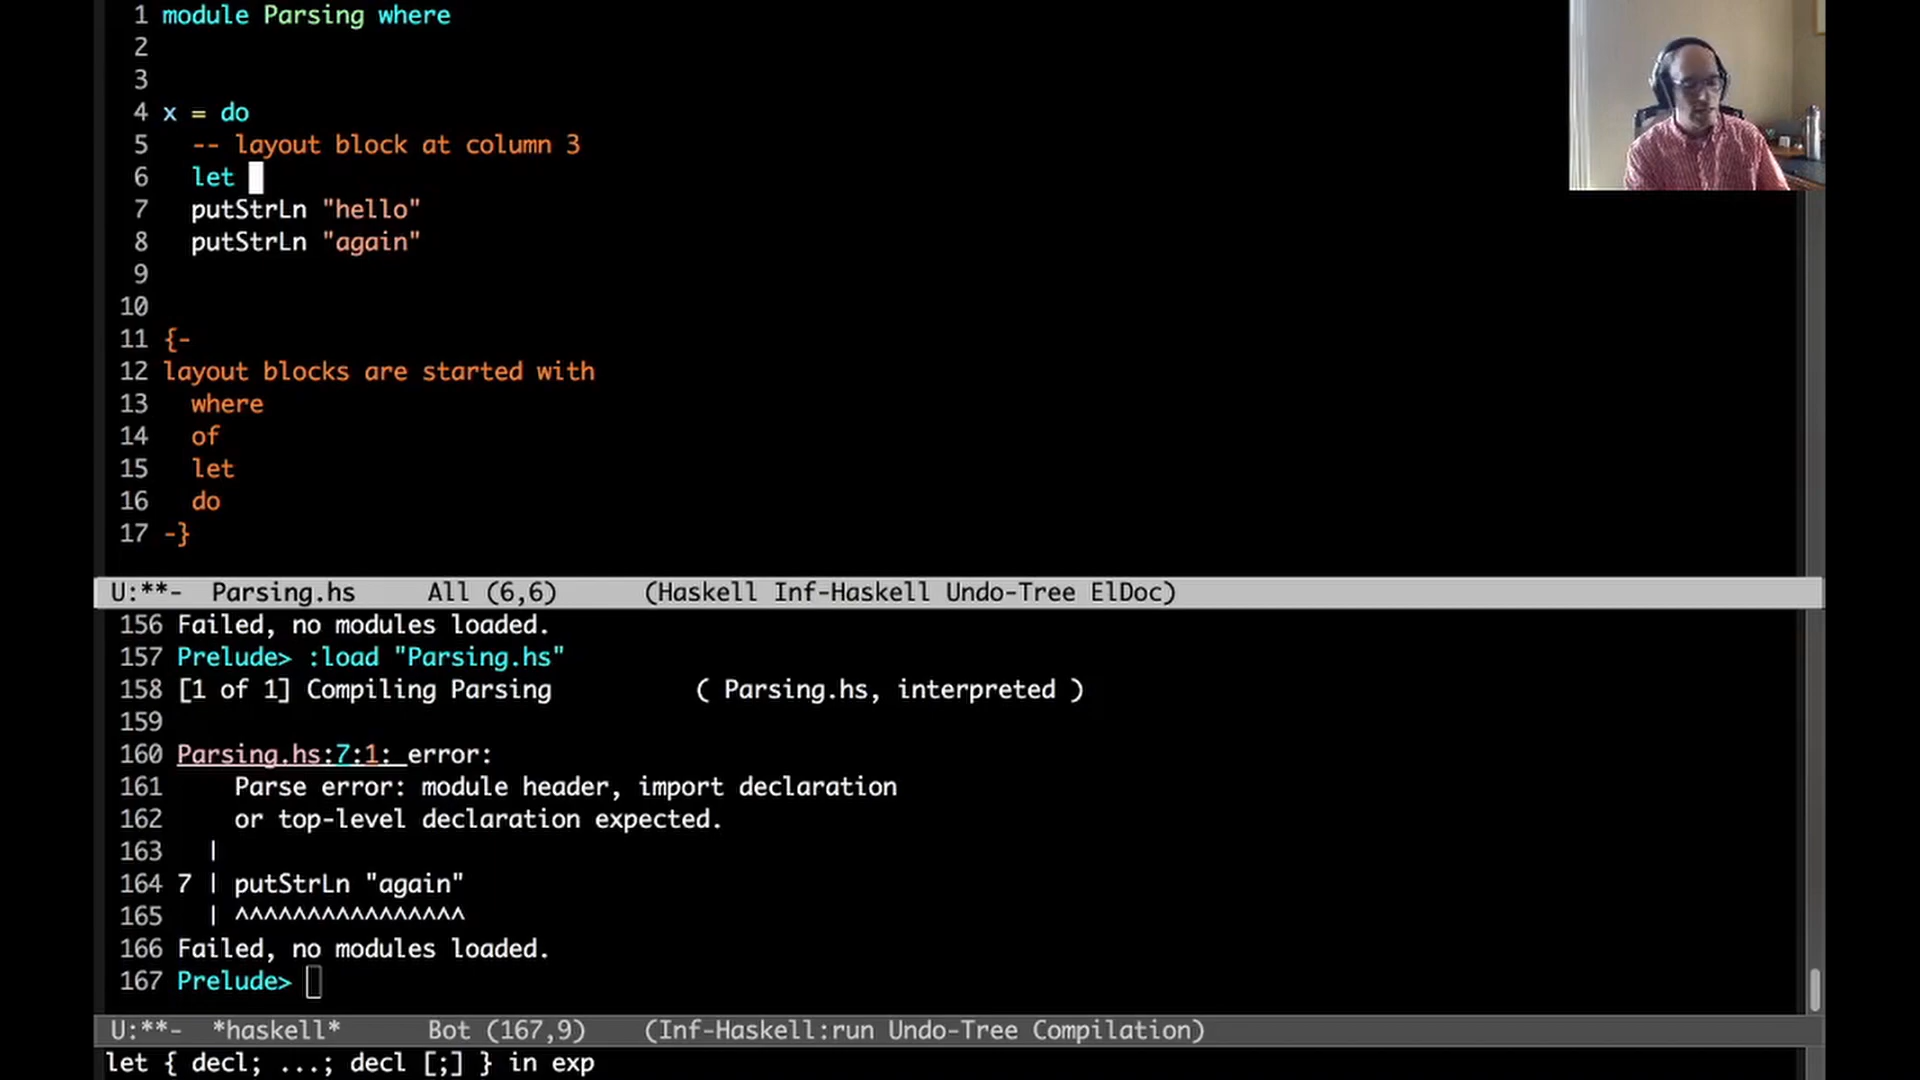 1 module Parsing where
2
3
4 x = do
5   -- layout block at column 3
6   let
7   putStrLn "hello"
8   putStrLn "again"
9
10
11 {-
12 layout blocks are started with
13   where
14   of
15   let
16   do
17 -}
U:**-  Parsing.hs     All (6,6)      (Haskell Inf-Haskell Undo-Tree ElDoc)
156 Failed, no modules loaded.
157 Prelude> :load "Parsing.hs"
158 [1 of 1] Compiling Parsing          ( Parsing.hs, interpreted )
159
160 Parsing.hs:7:1: error:
161     Parse error: module header, import declaration
162     or top-level declaration expected.
163   |
164 7 | putStrLn "again"
165   | ^^^^^^^^^^^^^^^^
166 Failed, no modules loaded.
167 Prelude>
U:**-  *haskell*      Bot (167,9)    (Inf-Haskell:run Undo-Tree Compilation)
let { decl; ...; decl [;] } in exp